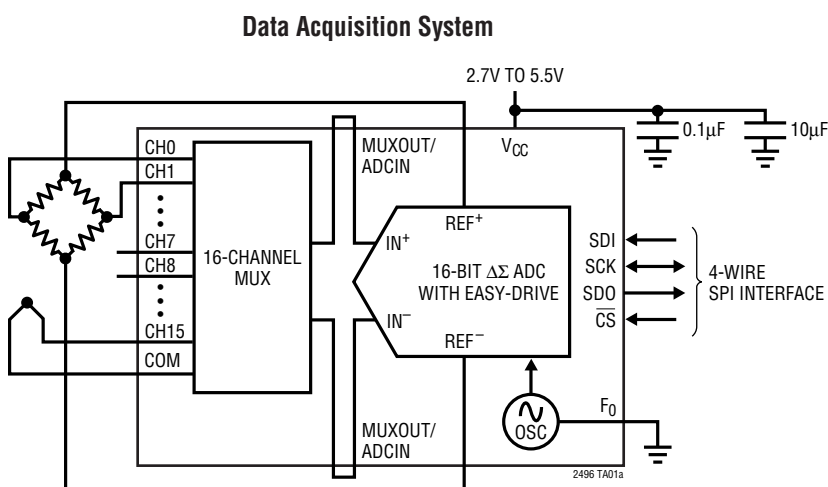 Data Acquisition System
2.7V TO 5.5V
0.1µF
10µF
CH0
CH1
CH7
CH8
CH15
COM
16-CHANNEL
MUX
MUXOUT/
ADCIN
VCC
IN+
REF+
16-BIT ΔΣ ADC
WITH EASY-DRIVE
IN−
REF−
SDI
SCK
SDO
CS
4-WIRE
SPI INTERFACE
MUXOUT/
ADCIN
OSC
F0
2496 TA01a